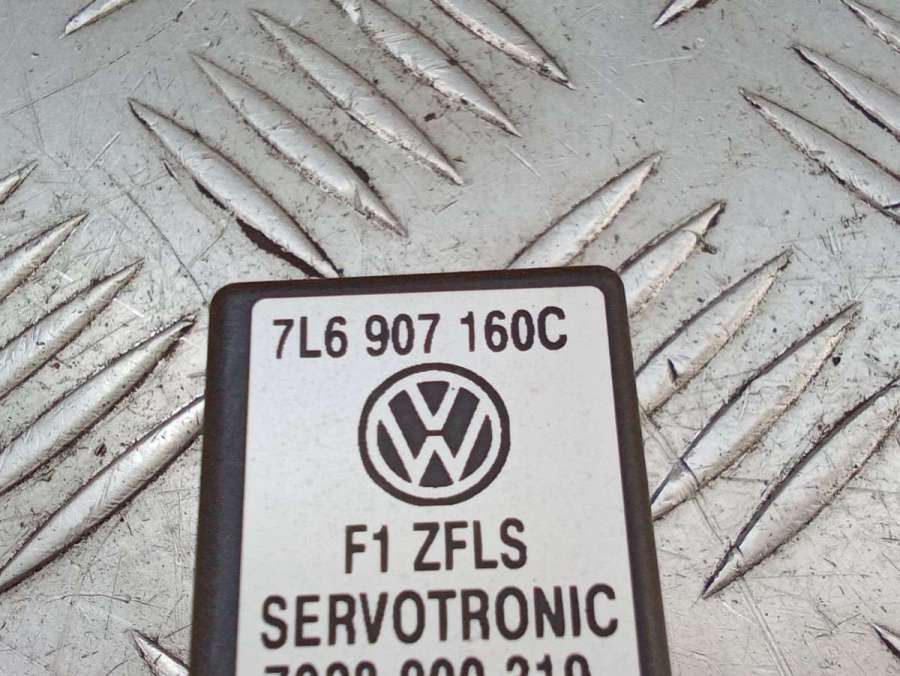 7L6 907 160C
F1 ZFLS
SERVOTRONIC